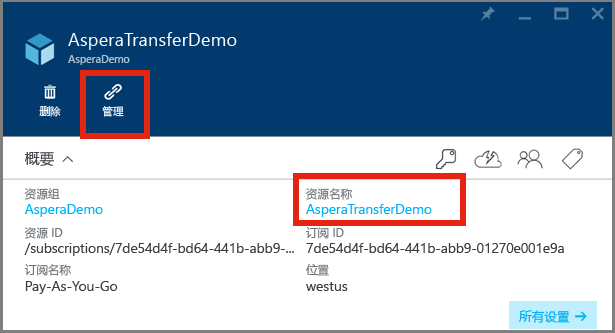 AsperaTransferDemo
AsperaDemo
删除
管理
概要
资源组
资源名称
AsperaDemo
AsperaTransferDemo
资源 ID
订阅 ID
/subscriptions/7de54d4f-bd64-441b-abb9-...
7de54d4f-bd64-441b-abb9-01270e001e9a
订阅名称
位置
Pay-As-You-Go
westus
所有设置